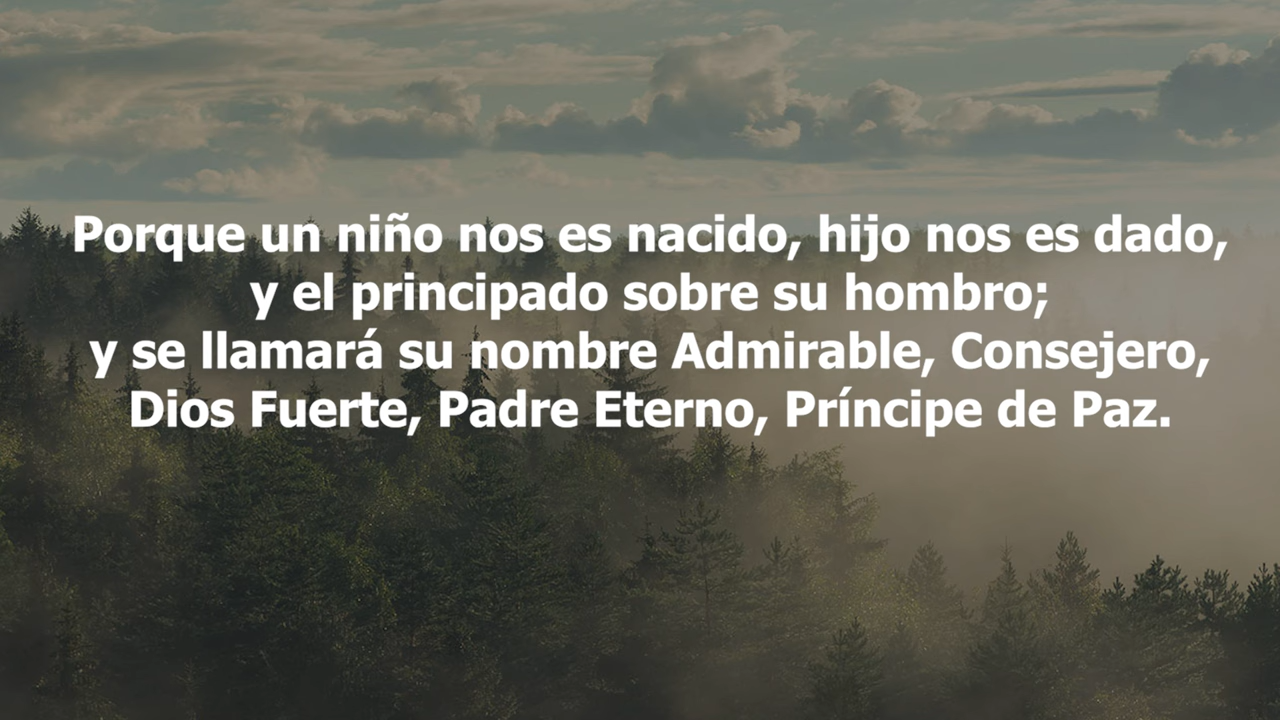 Porque un niño nos es nacido, hijo nos es dado,
y el principado sobre su hombro;
y se llamará su nombre Admirable, Consejero,
Dios Fuerte, Padre Eterno, Príncipe de Paz.